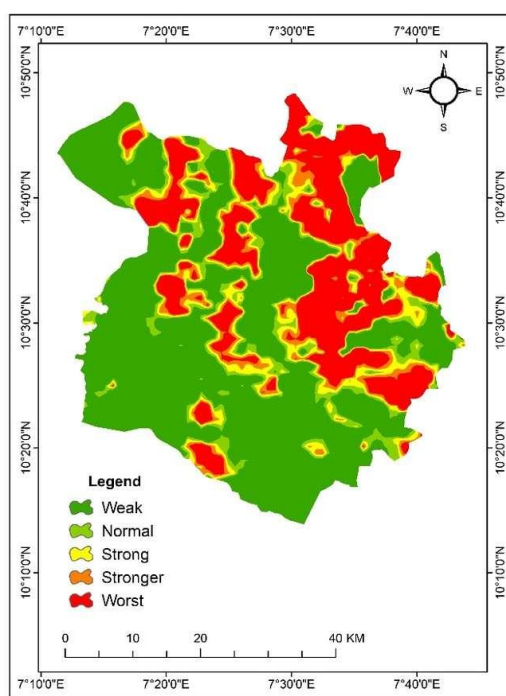 7°10'0"E 7°20'0"E 7°30'0"E 7°40'0"E
10°50'0"N 10°50'0"N
N
W E
S
10°40'0"N 10°40'0"N
10°30'0"N 10°30'0"N
10°20'0"N 10°20'0"N
Legend
Weak
Normal
Strong
Stronger
Worst
10°10'0"N 10°10'0"N
0 10 20 40 KM
7°10'0"E 7°20'0"E 7°30'0"E 7°40'0"E